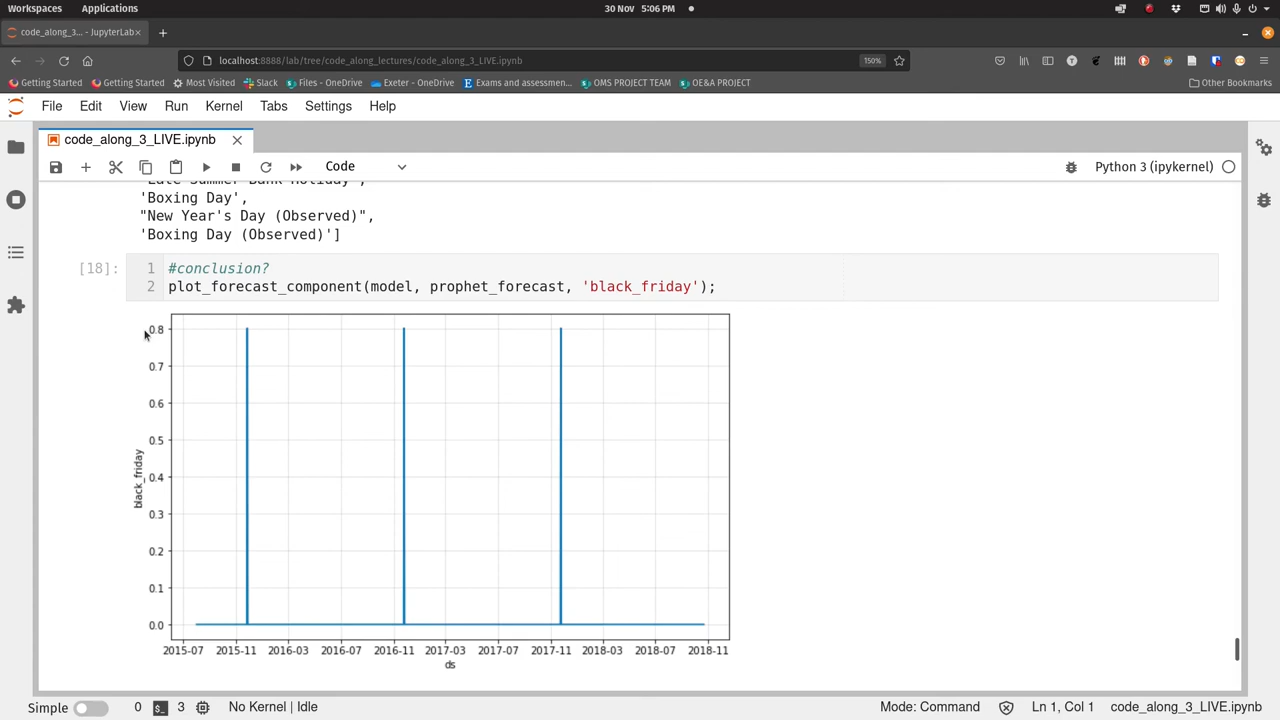 Workspaces Applications 30 Nov 5:06 PM
code_along_3... - JupyterLab
localhost:8888/lab/tree/code_along_lectures/code_along_3_LIVE.ipynb 150%
Getting Started Getting Started Most Visited Slack Files - OneDrive Exeter - OneDrive Exams and assessmen... OMS PROJECT TEAM OE&A PROJECT Other Bookmarks
File Edit View Run Kernel Tabs Settings Help
code_along_3_LIVE.ipynb
Code Python 3 (ipykernel)
'Late Summer Bank Holiday',
'Boxing Day',
"New Year's Day (Observed)",
'Boxing Day (Observed)']
[18]: 1 #conclusion?
2 plot_forecast_component(model, prophet_forecast, 'black_friday');
0.8
0.7
0.6
0.5
0.4
0.3
0.2
0.1
0.0
black_friday
2015-07 2015-11 2016-03 2016-07 2016-11 2017-03 2017-07 2017-11 2018-03 2018-07 2018-11
ds
Simple 0 3 No Kernel | Idle Mode: Command Ln 1, Col 1 code_along_3_LIVE.ipynb